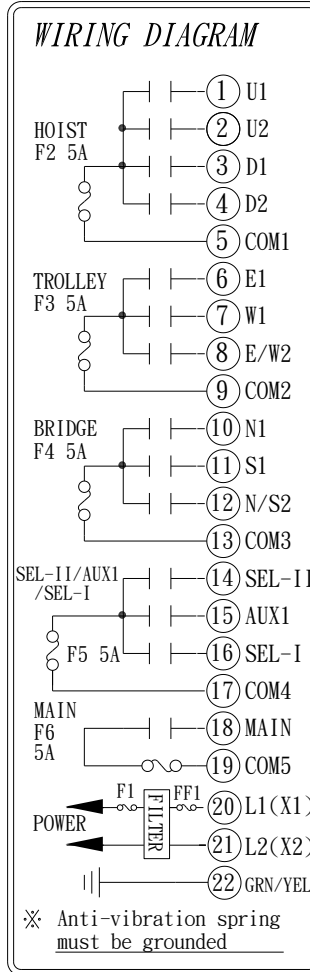 WIRING DIAGRAM
1 U1
HOIST 2 U2
F2 5A 3 D1
4 D2
5 COM1
6 E1
TROLLEY
F3 5A 7 W1
8 E/W2
9 COM2
BRIDGE 10 N1
F4 5A 11 S1
12 N/S2
13 COM3
SEL-II/AUX1 14 SEL-II
/SEL-I
15 AUX1
F5 5A 16 SEL-I
17 COM4
MAIN
F6 18 MAIN
5A
19 COM5
F1 FILTER FF1 20 L1(X1)
POWER
21 L2(X2)
22 GRN/YEL
※ Anti-vibration spring
must be grounded